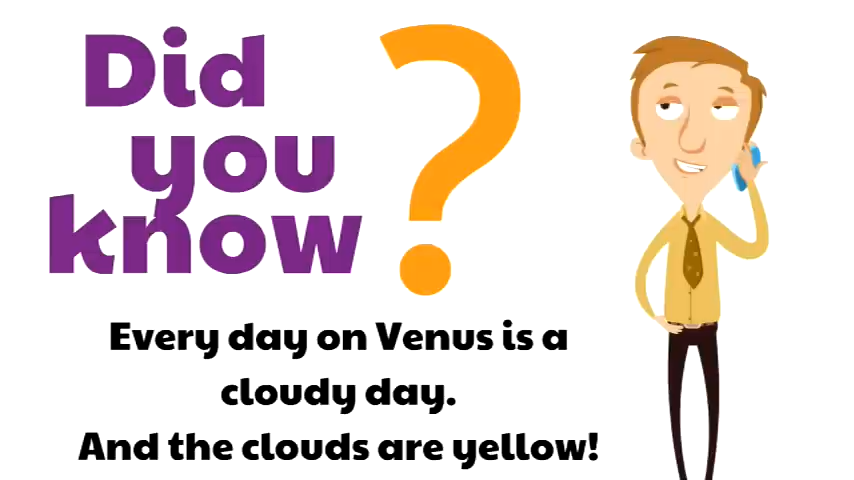 Did
you
know ?
Every day on Venus is a
cloudy day.
And the clouds are yellow!